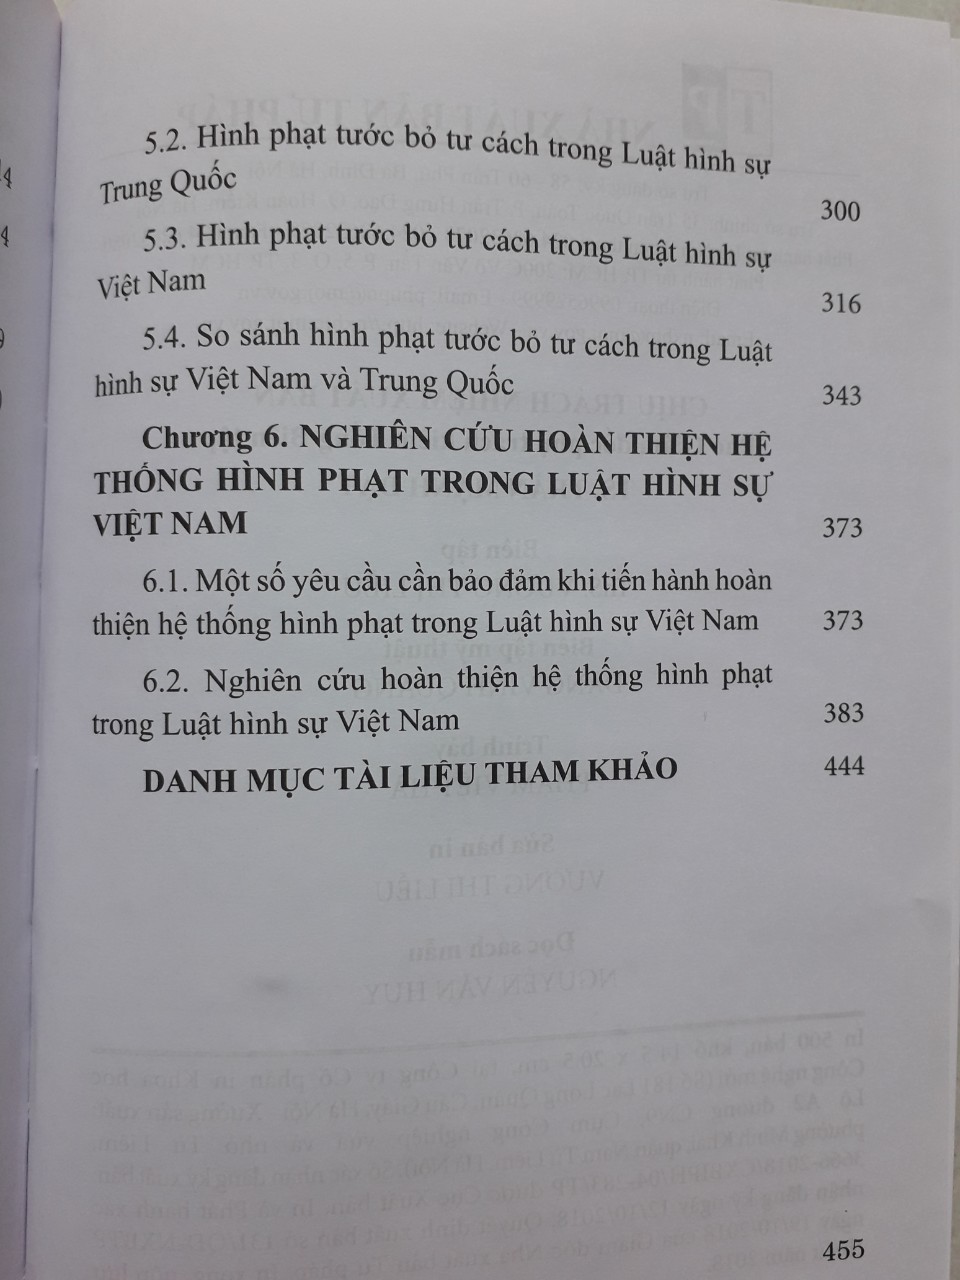 5.2. Hình phạt tước bỏ tư cách trong Luật hình sự
Trung Quốc 300
5.3. Hình phạt tước bỏ tư cách trong Luật hình sự
Việt Nam 316
5.4. So sánh hình phạt tước bỏ tư cách trong Luật
hình sự Việt Nam và Trung Quốc 343
Chương 6. NGHIÊN CỨU HOÀN THIỆN HỆ
THỐNG HÌNH PHẠT TRONG LUẬT HÌNH SỰ
VIỆT NAM 373
6.1. Một số yêu cầu cần bảo đảm khi tiến hành hoàn
thiện hệ thống hình phạt trong Luật hình sự Việt Nam 373
6.2. Nghiên cứu hoàn thiện hệ thống hình phạt
trong Luật hình sự Việt Nam 383
DANH MỤC TÀI LIỆU THAM KHẢO 444
455